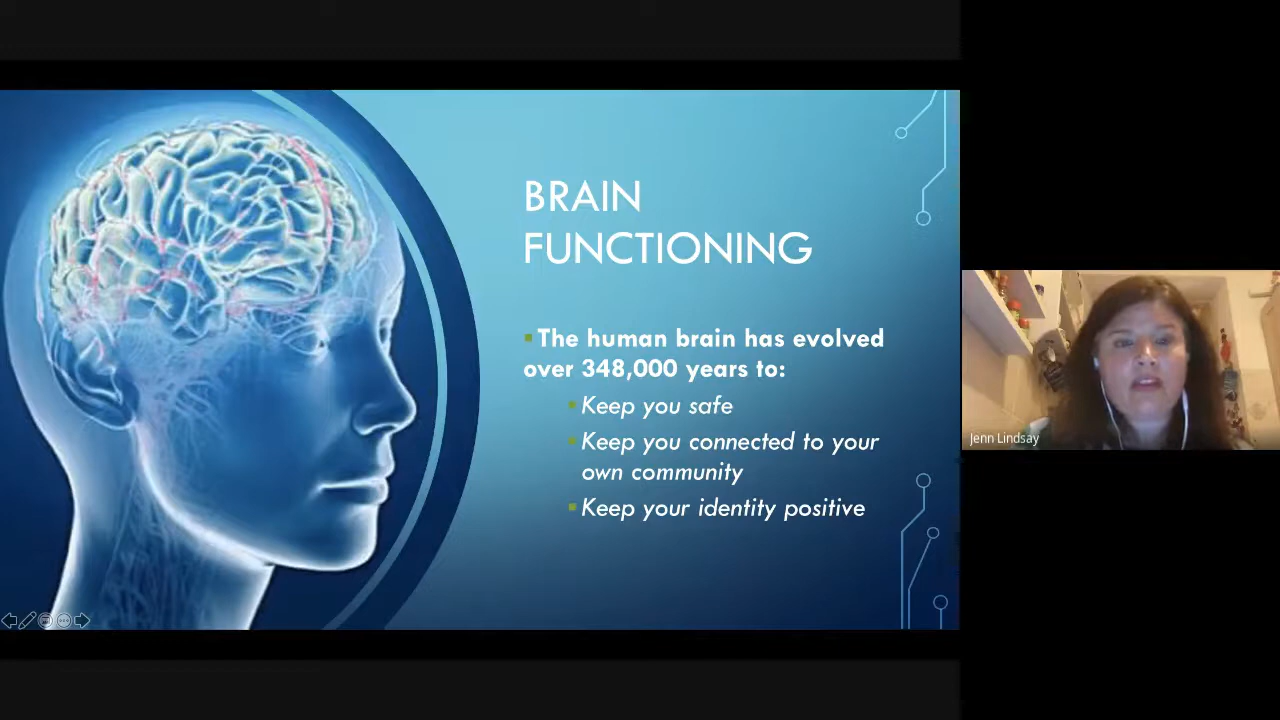 BRAIN
FUNCTIONING
The human brain has evolved
over 348,000 years to:
Keep you safe
Keep you connected to your
own community
Keep your identity positive
Jenn Lindsay